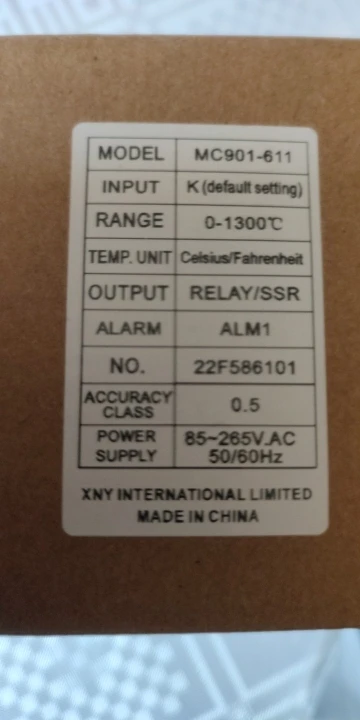 MODEL MC901-611
INPUT K (default setting)
RANGE 0-1300℃
TEMP. UNIT Celsius/Fahrenheit
OUTPUT RELAY/SSR
ALARM ALM1
NO. 22F586101
ACCURACY
CLASS 0.5
POWER 85~265V.AC
SUPPLY 50/60Hz
XNY INTERNATIONAL LIMITED
MADE IN CHINA